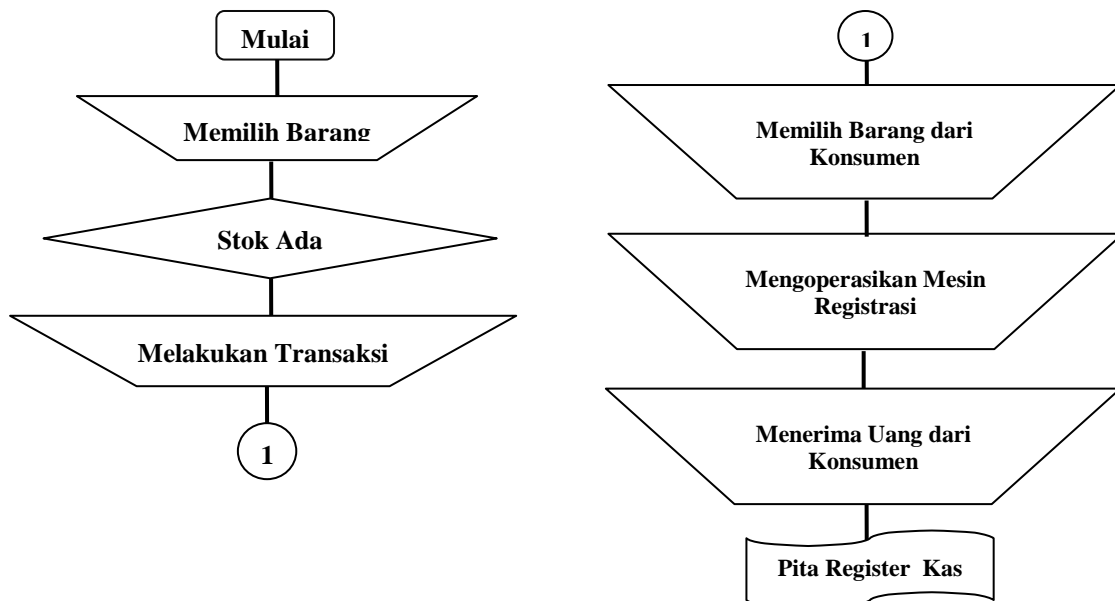 Mulai
Memilih Barang
Stok Ada
Melakukan Transaksi
1
1
Memilih Barang dari
Konsumen
Mengoperasikan Mesin
Registrasi
Menerima Uang dari
Konsumen
Pita Register Kas